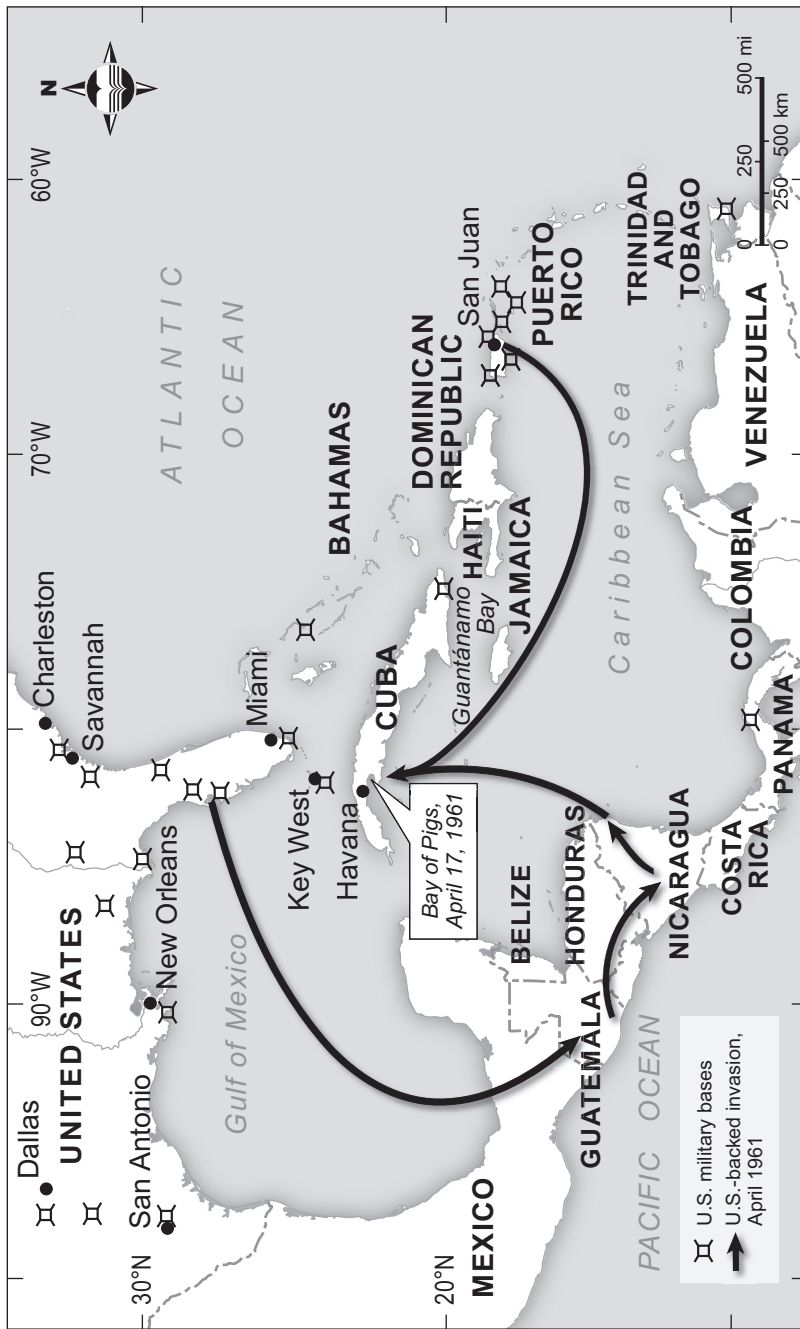 N
90°W
70°W
60°W
30°N
20°N
Dallas
UNITED STATES
San Antonio
New Orleans
Charleston
Savannah
Miami
Key West
Havana
Gulf of Mexico
ATLANTIC
OCEAN
BAHAMAS
CUBA
Bay of Pigs,
April 17, 1961
Guantánamo
Bay
HAITI
DOMINICAN
REPUBLIC
San Juan
PUERTO
RICO
JAMAICA
MEXICO
BELIZE
GUATEMALA
HONDURAS
NICARAGUA
COSTA
RICA
PANAMA
COLOMBIA
VENEZUELA
TRINIDAD
AND
TOBAGO
Caribbean Sea
PACIFIC OCEAN
U.S. military bases
U.S.-backed invasion,
April 1961
0 250 500 mi
0 250 500 km